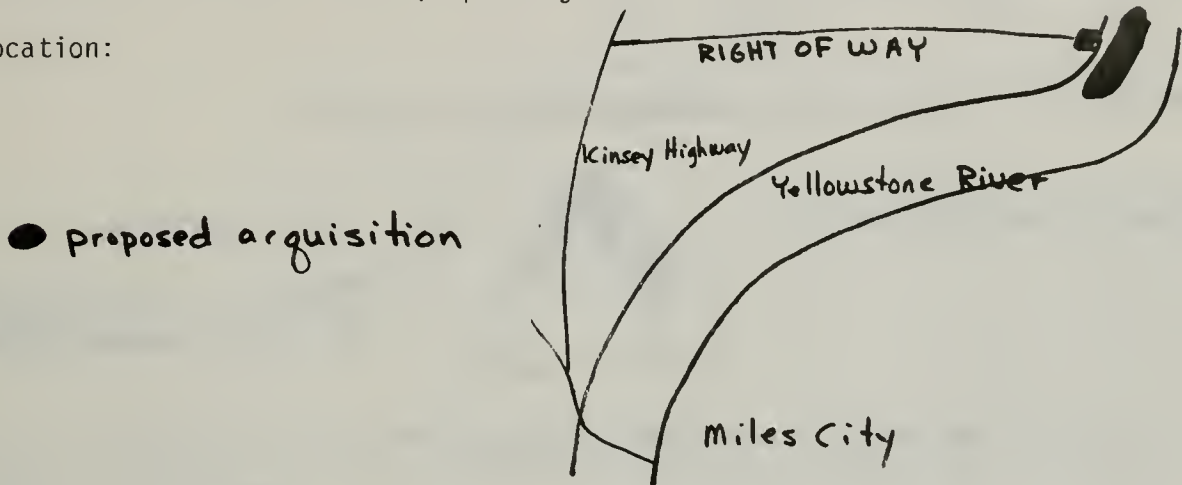 ocation:
RIGHT OF WAY
Kinsey Highway
Yellowstone River
proposed acquisition
Miles City